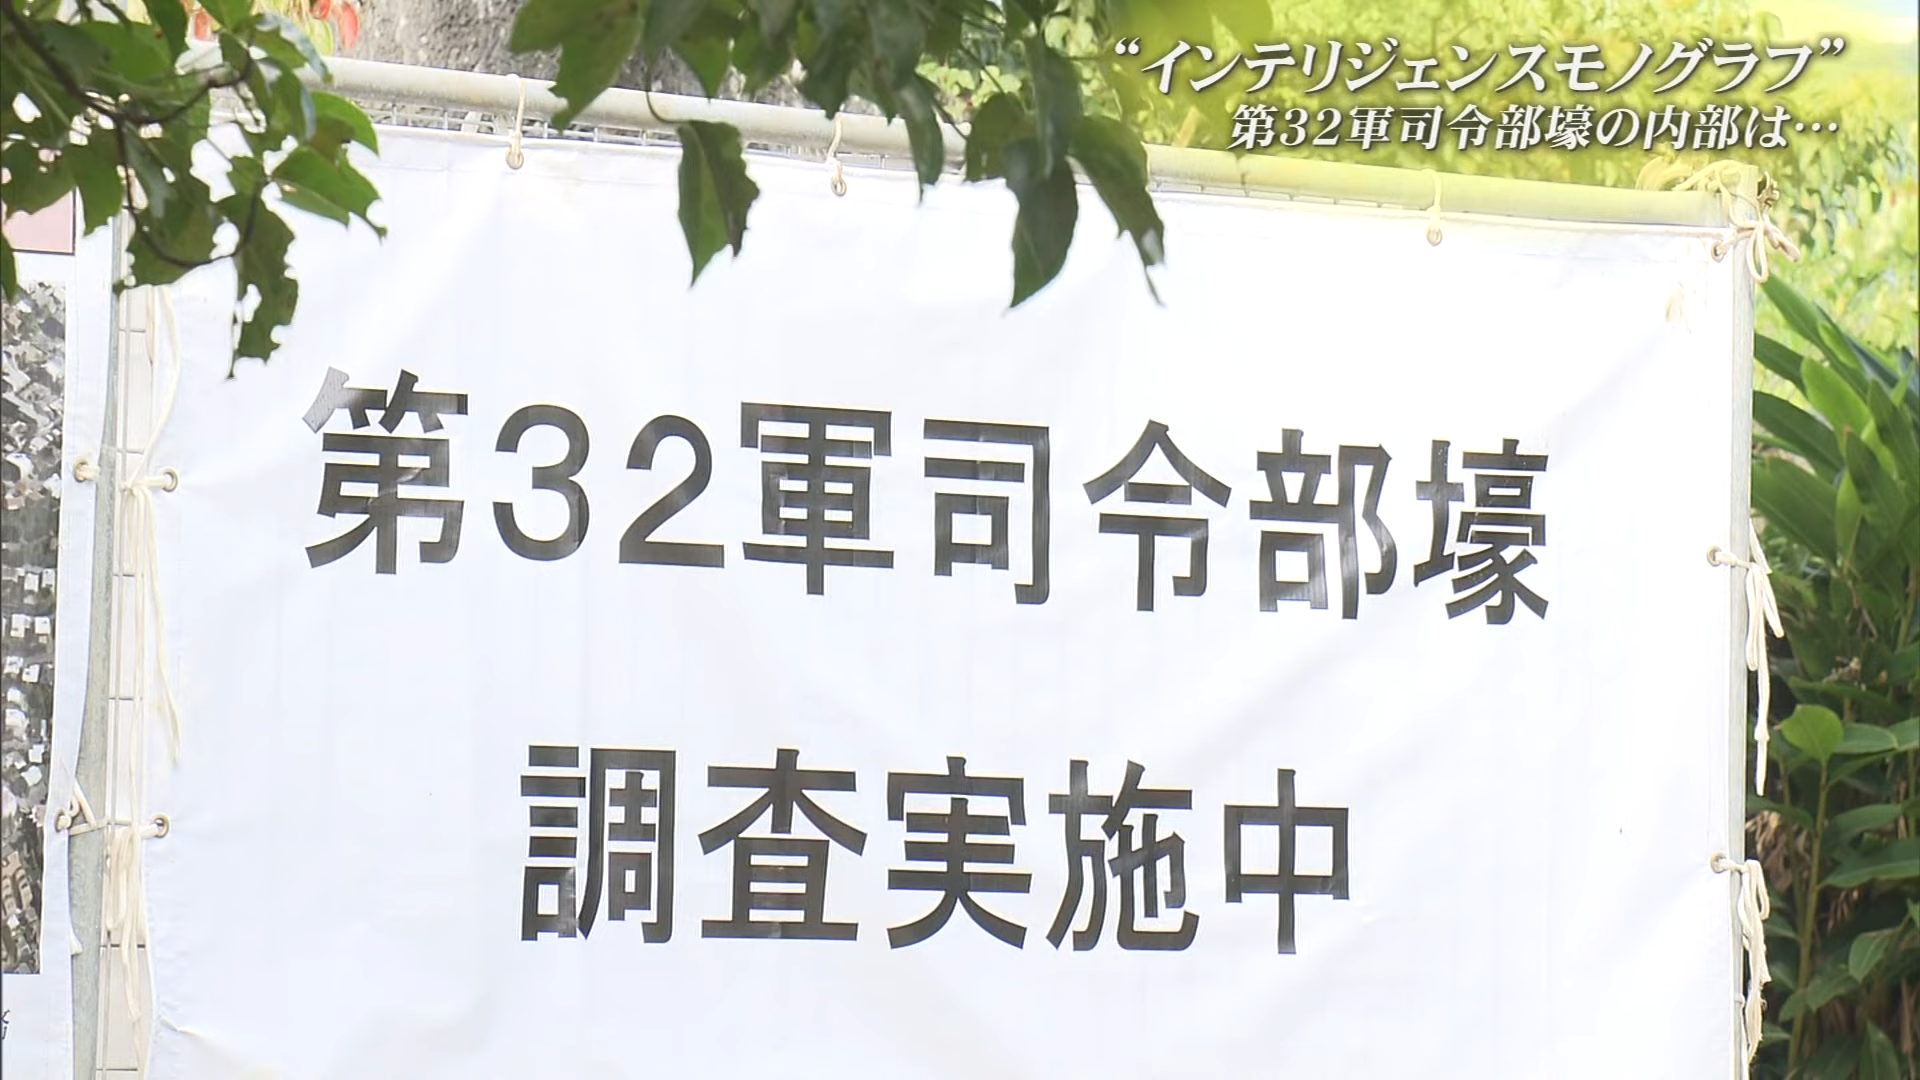 “インテリジェンスモノグラフ”
第32軍司令部壕の内部は…
第32軍司令部壕
調査実施中